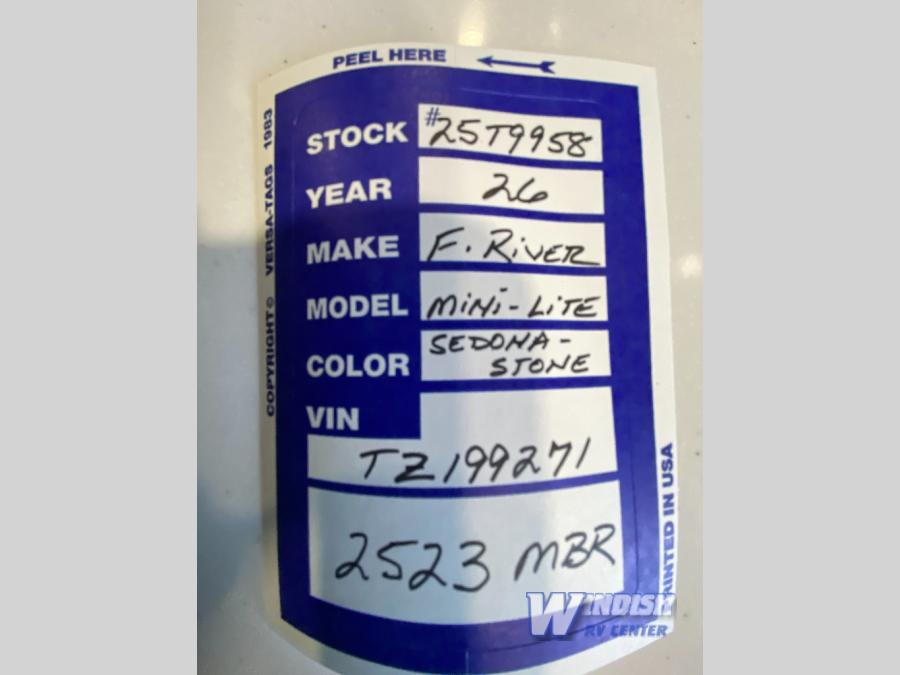 PEEL HERE
COPYRIGHT © VERSA-TAGS 1983
STOCK #25T9958
YEAR 26
MAKE F. RiVER
MODEL MiNi-LiTE
COLOR SEDONA-
STONE
VIN
TZ199271
2523 MBR
PRINTED IN USA
WINDISH
RV CENTER